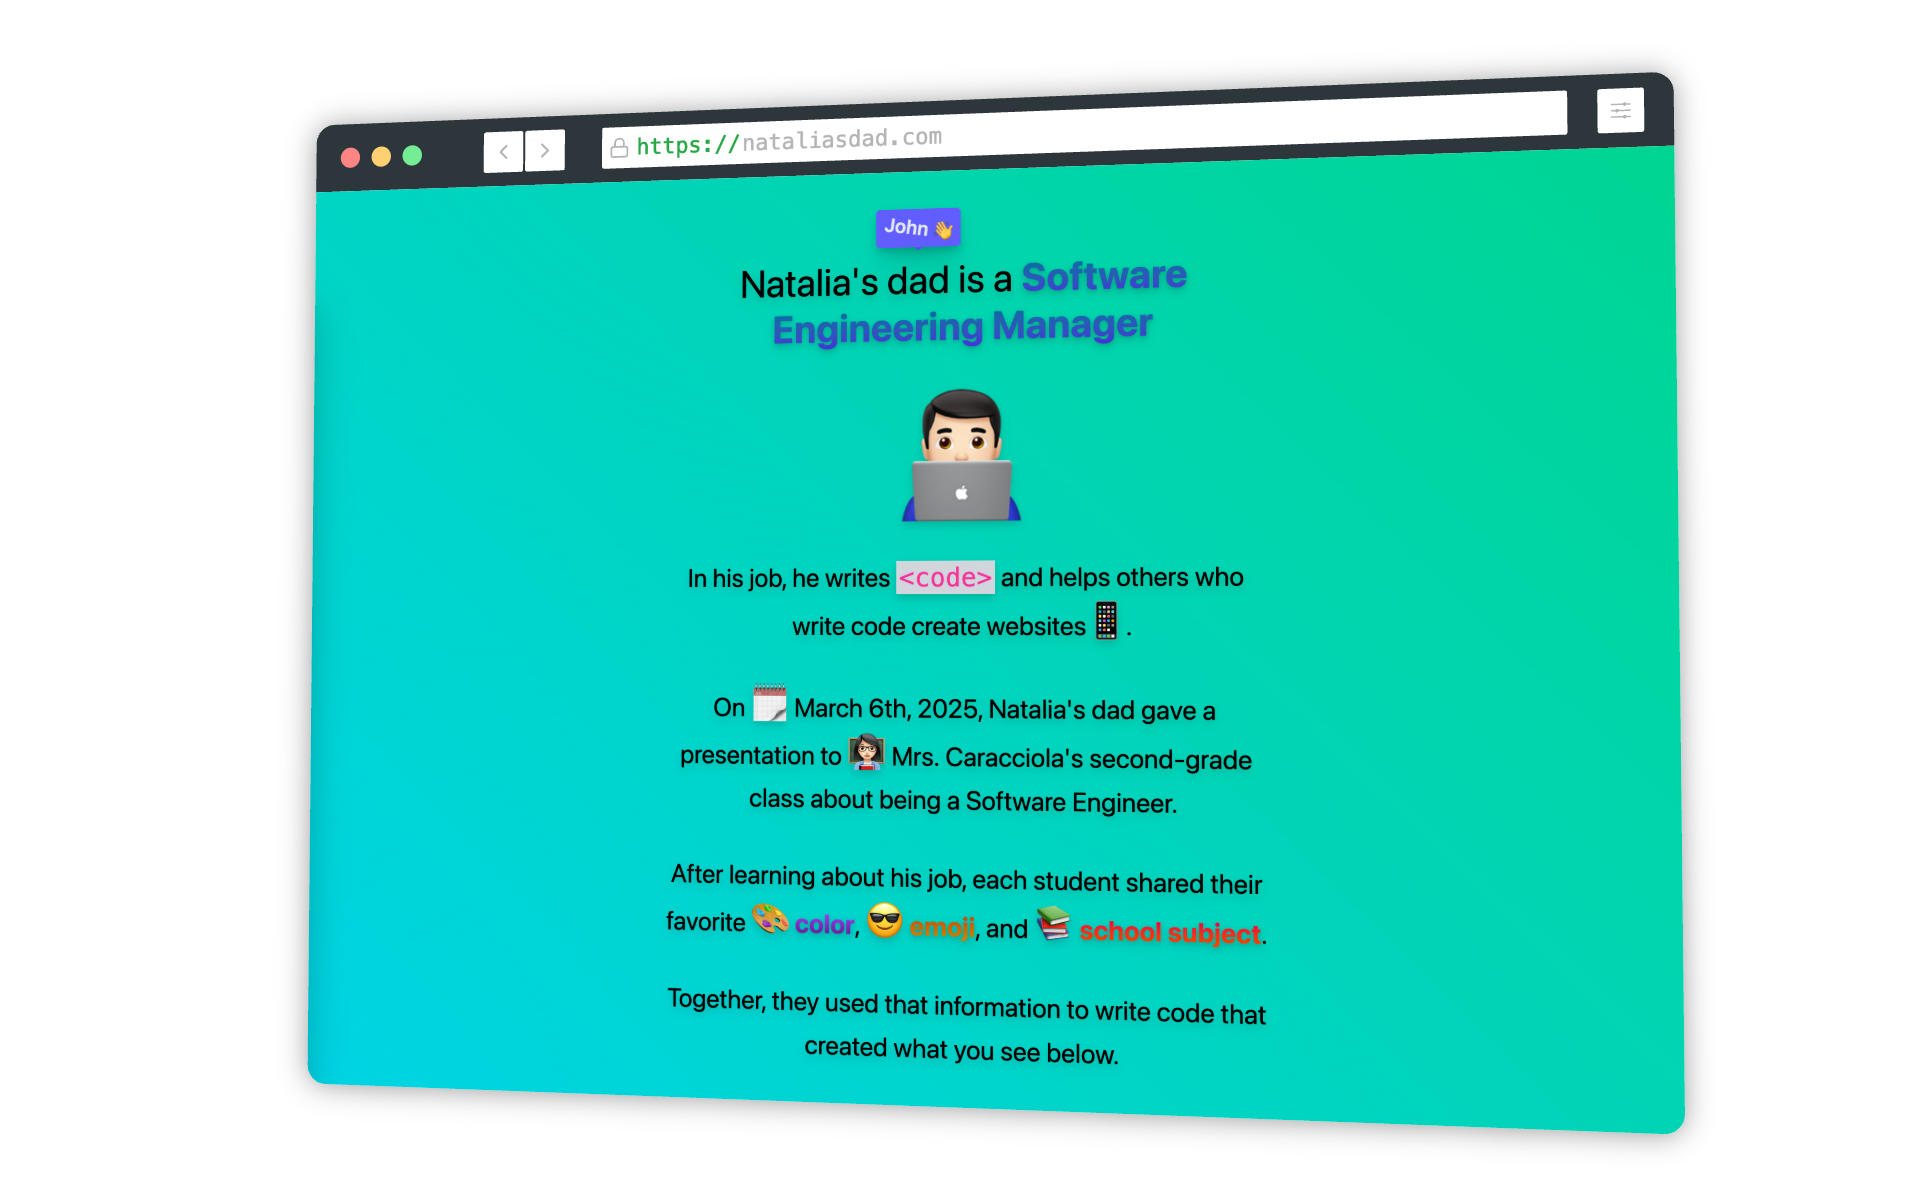 https://nataliasdad.com
John 👋
Natalia's dad is a Software
Engineering Manager
In his job, he writes <code> and helps others who
write code create websites 📱 .
On 🗓 March 6th, 2025, Natalia's dad gave a
presentation to 👩🏻‍🏫 Mrs. Caracciola's second-grade
class about being a Software Engineer.
After learning about his job, each student shared their
favorite 🎨 color, 😎 emoji, and 📚 school subject.
Together, they used that information to write code that
created what you see below.